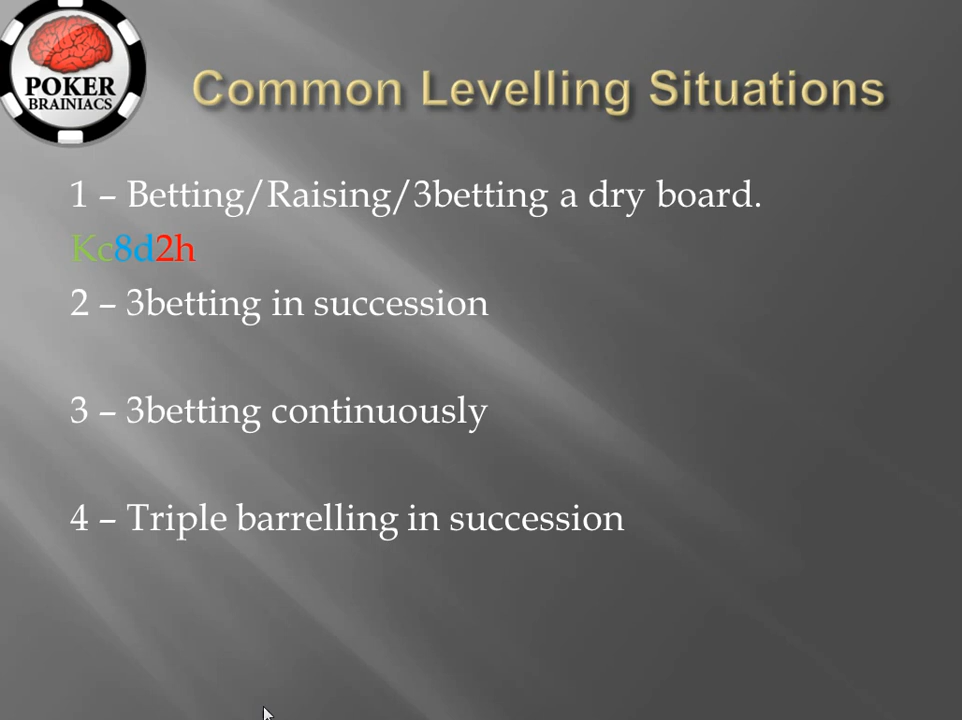 POKER
BRAINIACS
Common Levelling Situations
1 – Betting/Raising/3betting a dry board.
Kc8d2h
2 – 3betting in succession
3 – 3betting continuously
4 – Triple barrelling in succession